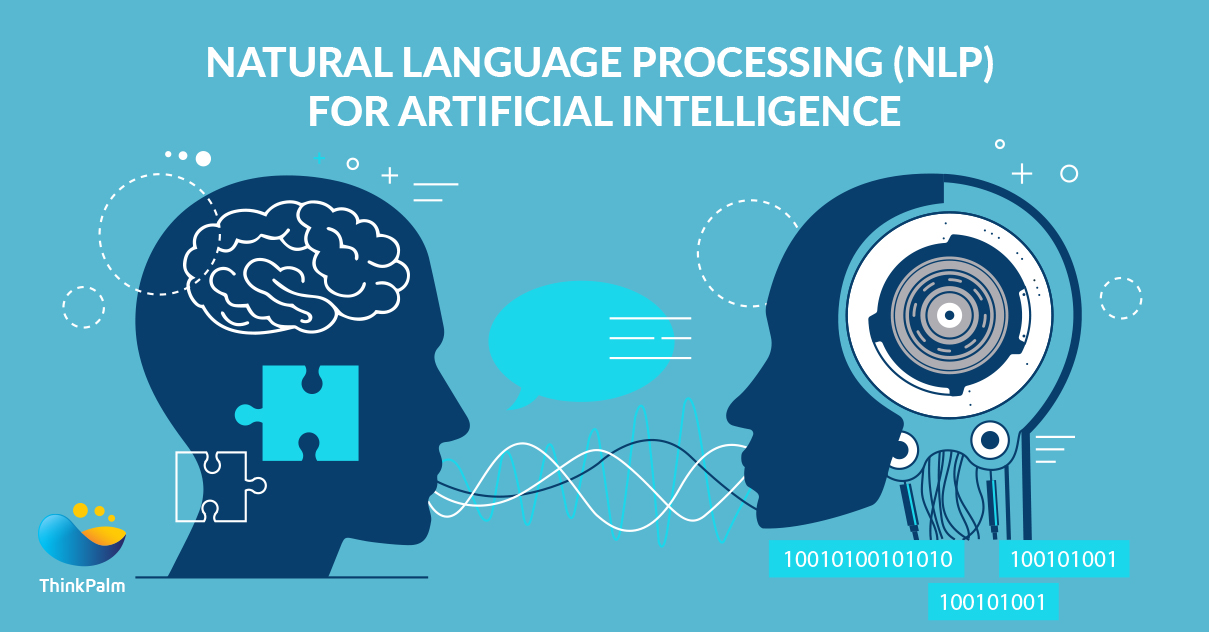 NATURAL LANGUAGE PROCESSING (NLP)
FOR ARTIFICIAL INTELLIGENCE
ThinkPalm
10010100101010
100101001
100101001